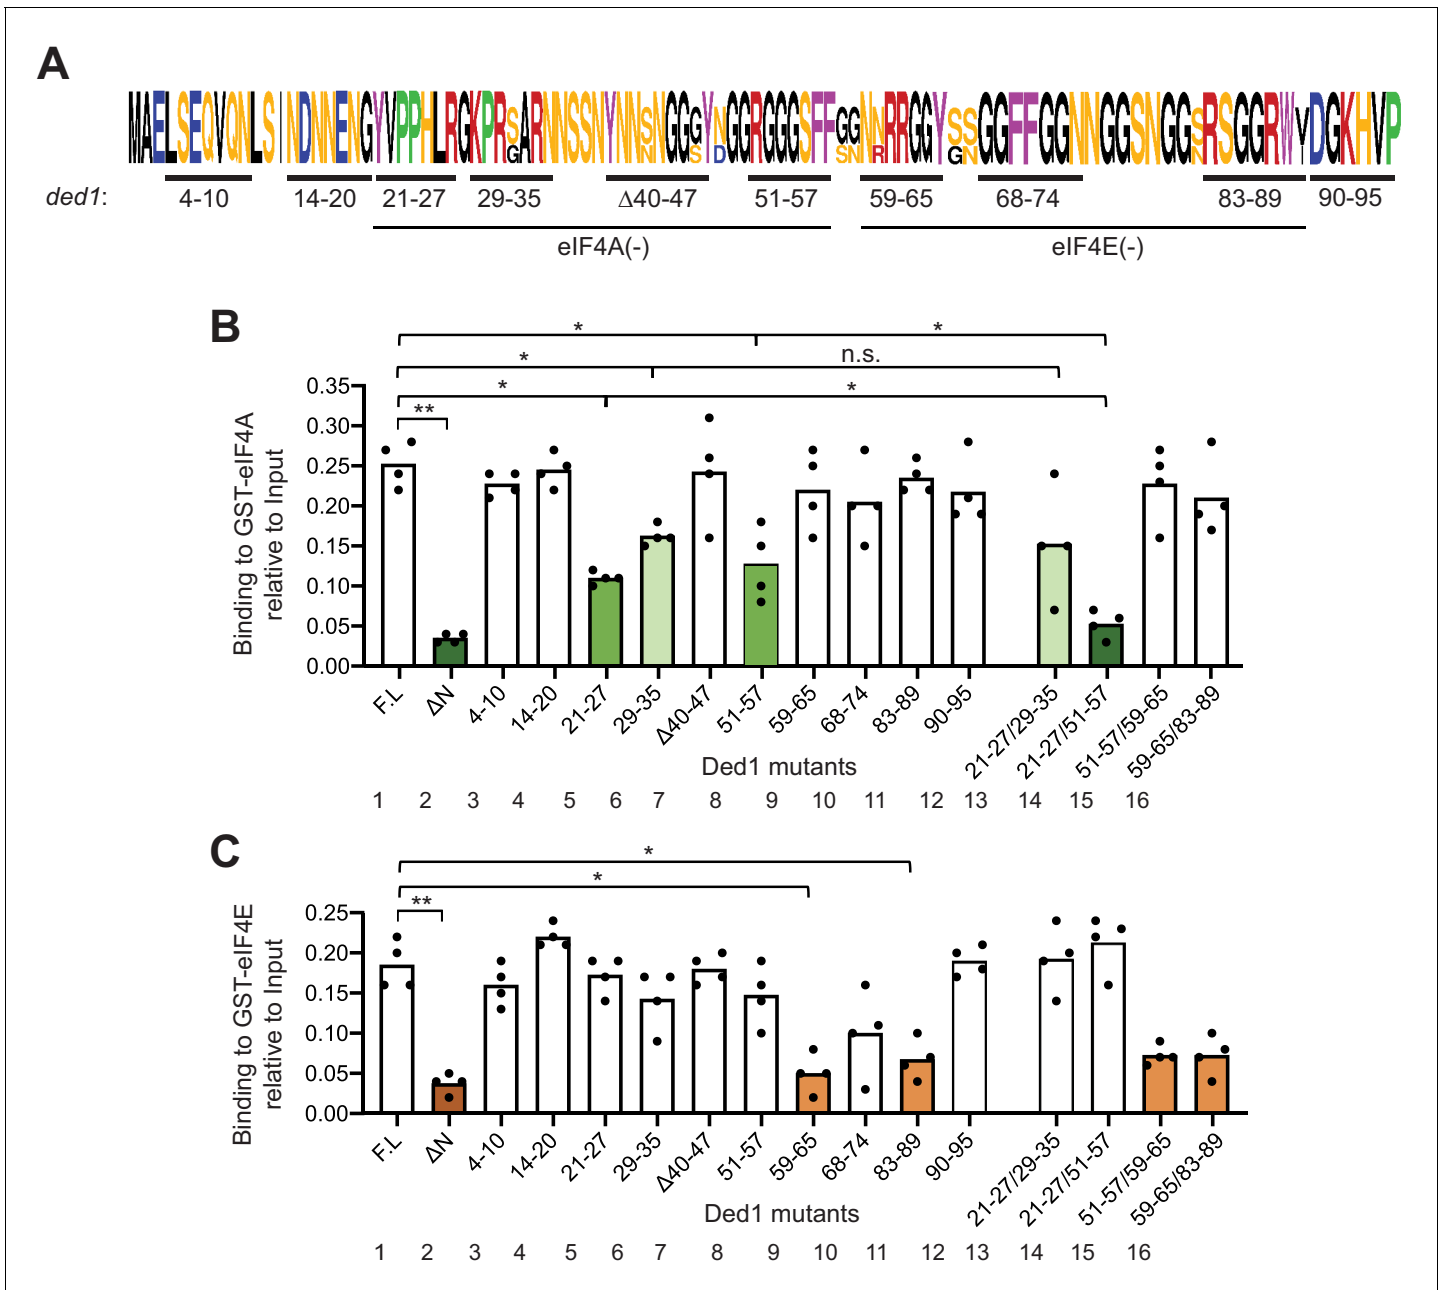 A
MAELSEQVQNLSINDNNENGYVPPHLRGKPRSARNNSSNYNNSNGGGYNGGRGGGSFFGGNNRRGGYSSGGFFGGNNGGSNGGSRSGGRWYDGKHVP
G N S D SN R GN N
ded1: 4-10 14-20 21-27 29-35 Δ40-47 51-57 59-65 68-74 83-89 90-95
eIF4A(-) eIF4E(-)
B
* *
* n.s.
* *
**
Binding to GST-eIF4A
relative to Input
0.35
0.30
0.25
0.20
0.15
0.10
0.05
0.00
F.L ΔN 4-10 14-20 21-27 29-35 Δ40-47 51-57 59-65 68-74 83-89 90-95 21-27/29-35 21-27/51-57 51-57/59-65 59-65/83-89
Ded1 mutants
1 2 3 4 5 6 7 8 9 10 11 12 13 14 15 16
C
*
*
**
Binding to GST-eIF4E
relative to Input
0.25
0.20
0.15
0.10
0.05
0.00
F.L ΔN 4-10 14-20 21-27 29-35 Δ40-47 51-57 59-65 68-74 83-89 90-95 21-27/29-35 21-27/51-57 51-57/59-65 59-65/83-89
Ded1 mutants
1 2 3 4 5 6 7 8 9 10 11 12 13 14 15 16